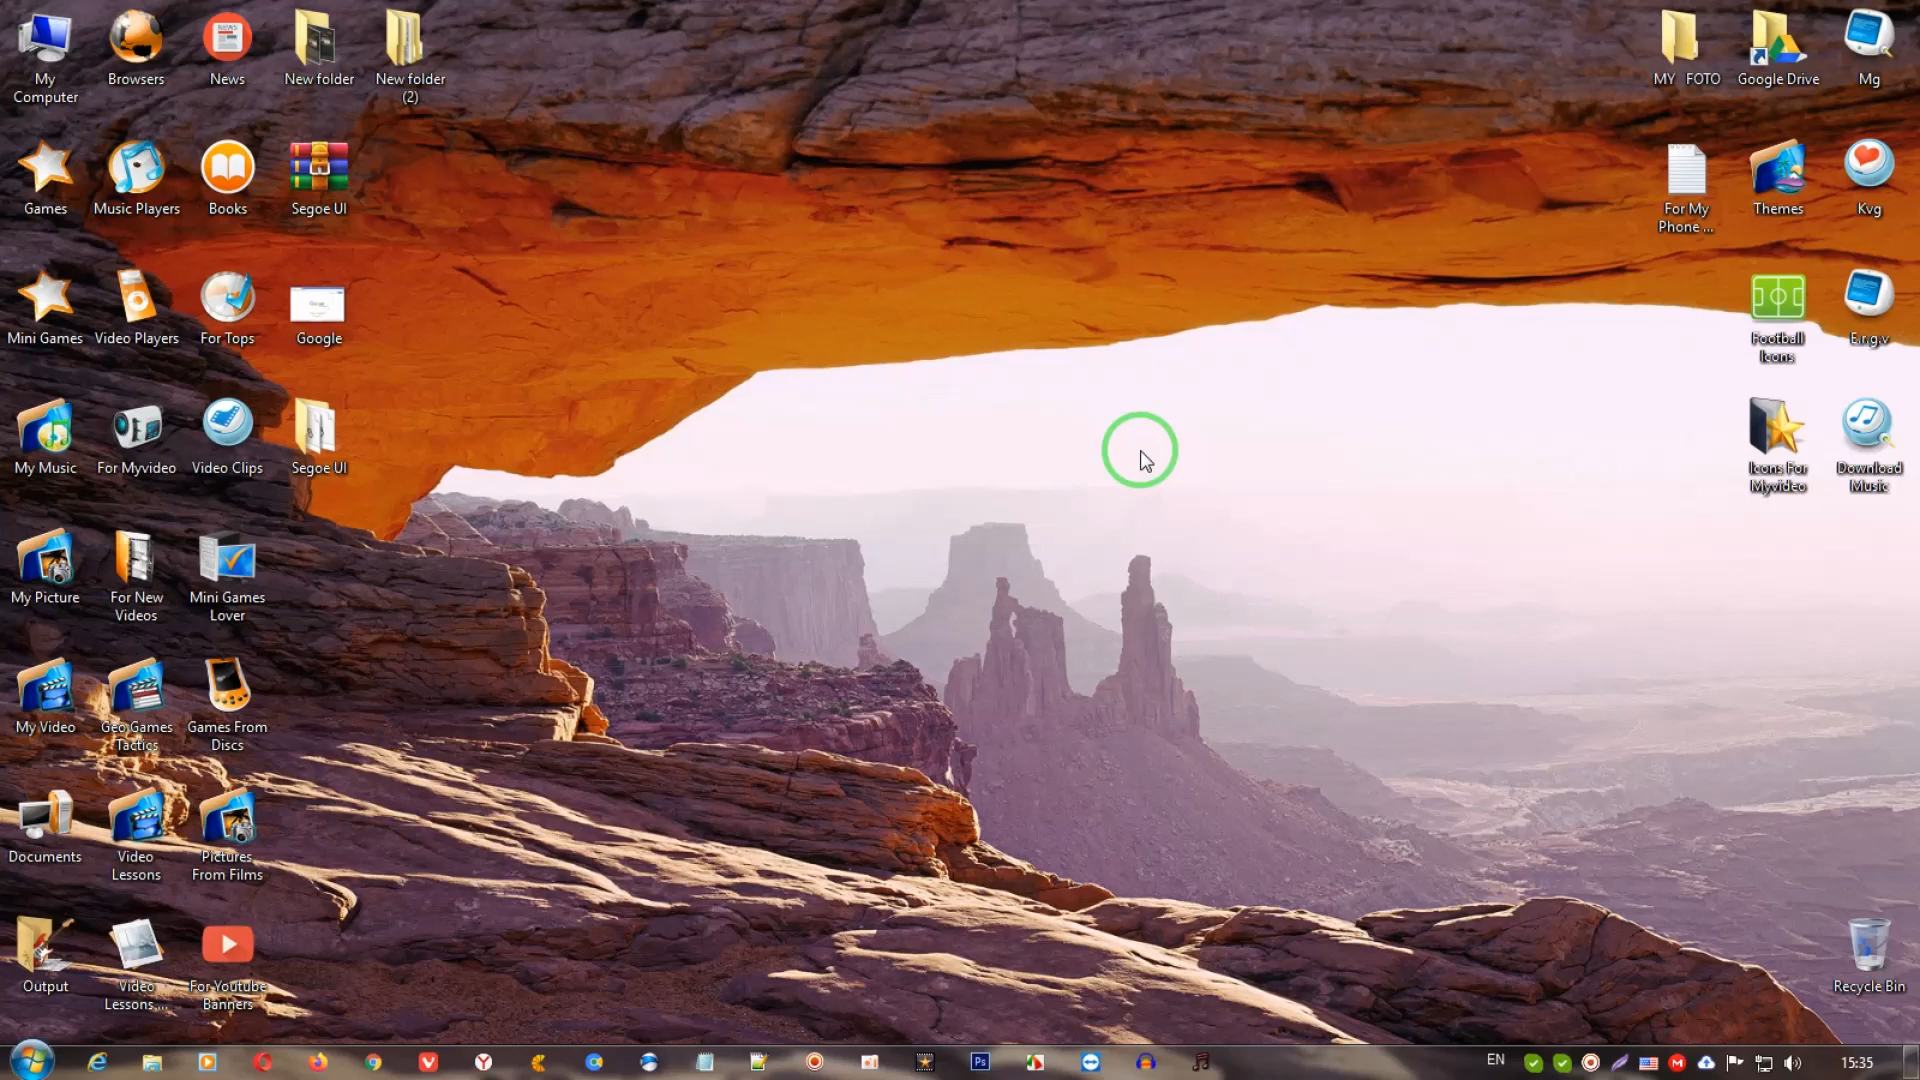 My
Computer
Browsers
News
New folder
New folder
(2)
MY FOTO
Google Drive
Mg
Games
Music Players
Books
Segoe UI
For My
Phone ...
Themes
Kvg
Mini Games
Video Players
For Tops
Google
Football
Icons
E.r.g.v
My Music
For Myvideo
Video Clips
Segoe UI
Icons For
Myvideo
Download
Music
My Picture
For New
Videos
Mini Games
Lover
My Video
Geo Games
Tactics
Games From
Discs
Documents
Video
Lessons
Pictures
From Films
Output
Video
Lessons...
For Youtube
Banners
Recycle Bin
Ps
EN
15:35